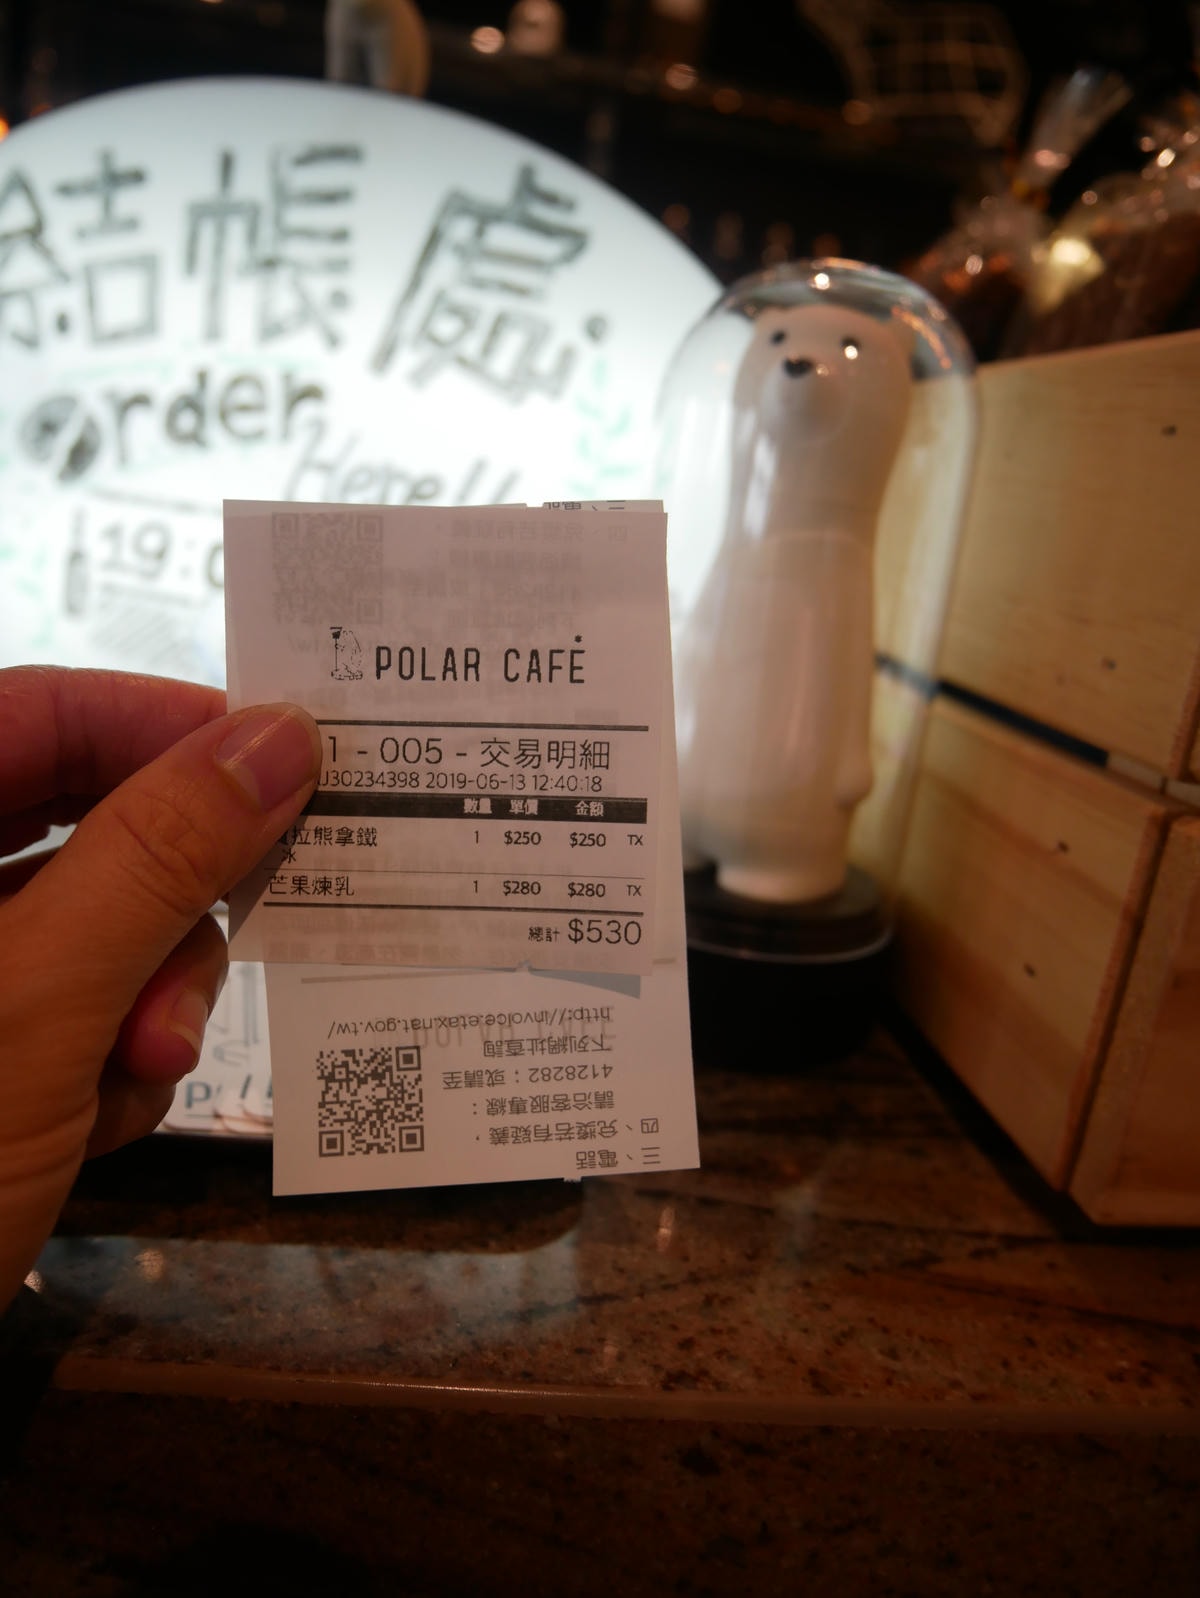 結帳處
order
Here!!
19:0
POLAR CAFÉ
1 - 005 - 交易明細
J30234398 2019-06-13 12:40:18
數量 單價 金額
拉熊拿鐵 1 $250 $250 TX
冰
芒果煉乳 1 $280 $280 TX
總計 $530
三、電話
四、兌獎若有疑義，
請洽客服專線：
4128282；或請至
下列網址查詢
http://invoice.etax.nat.gov.tw/